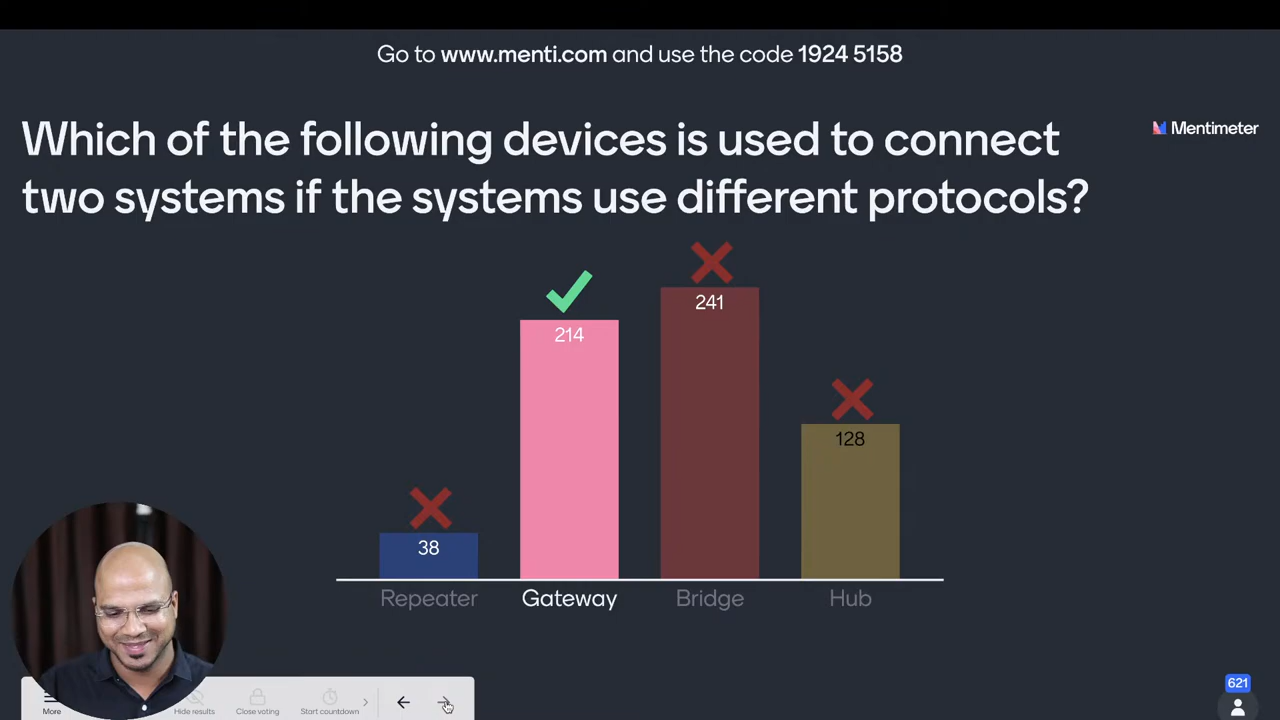 Go to www.menti.com and use the code 1924 5158
Which of the following devices is used to connect
two systems if the systems use different protocols?
Mentimeter
241
214
128
38
Repeater
Gateway
Bridge
Hub
More
Hide results
Close voting
Start countdown
621